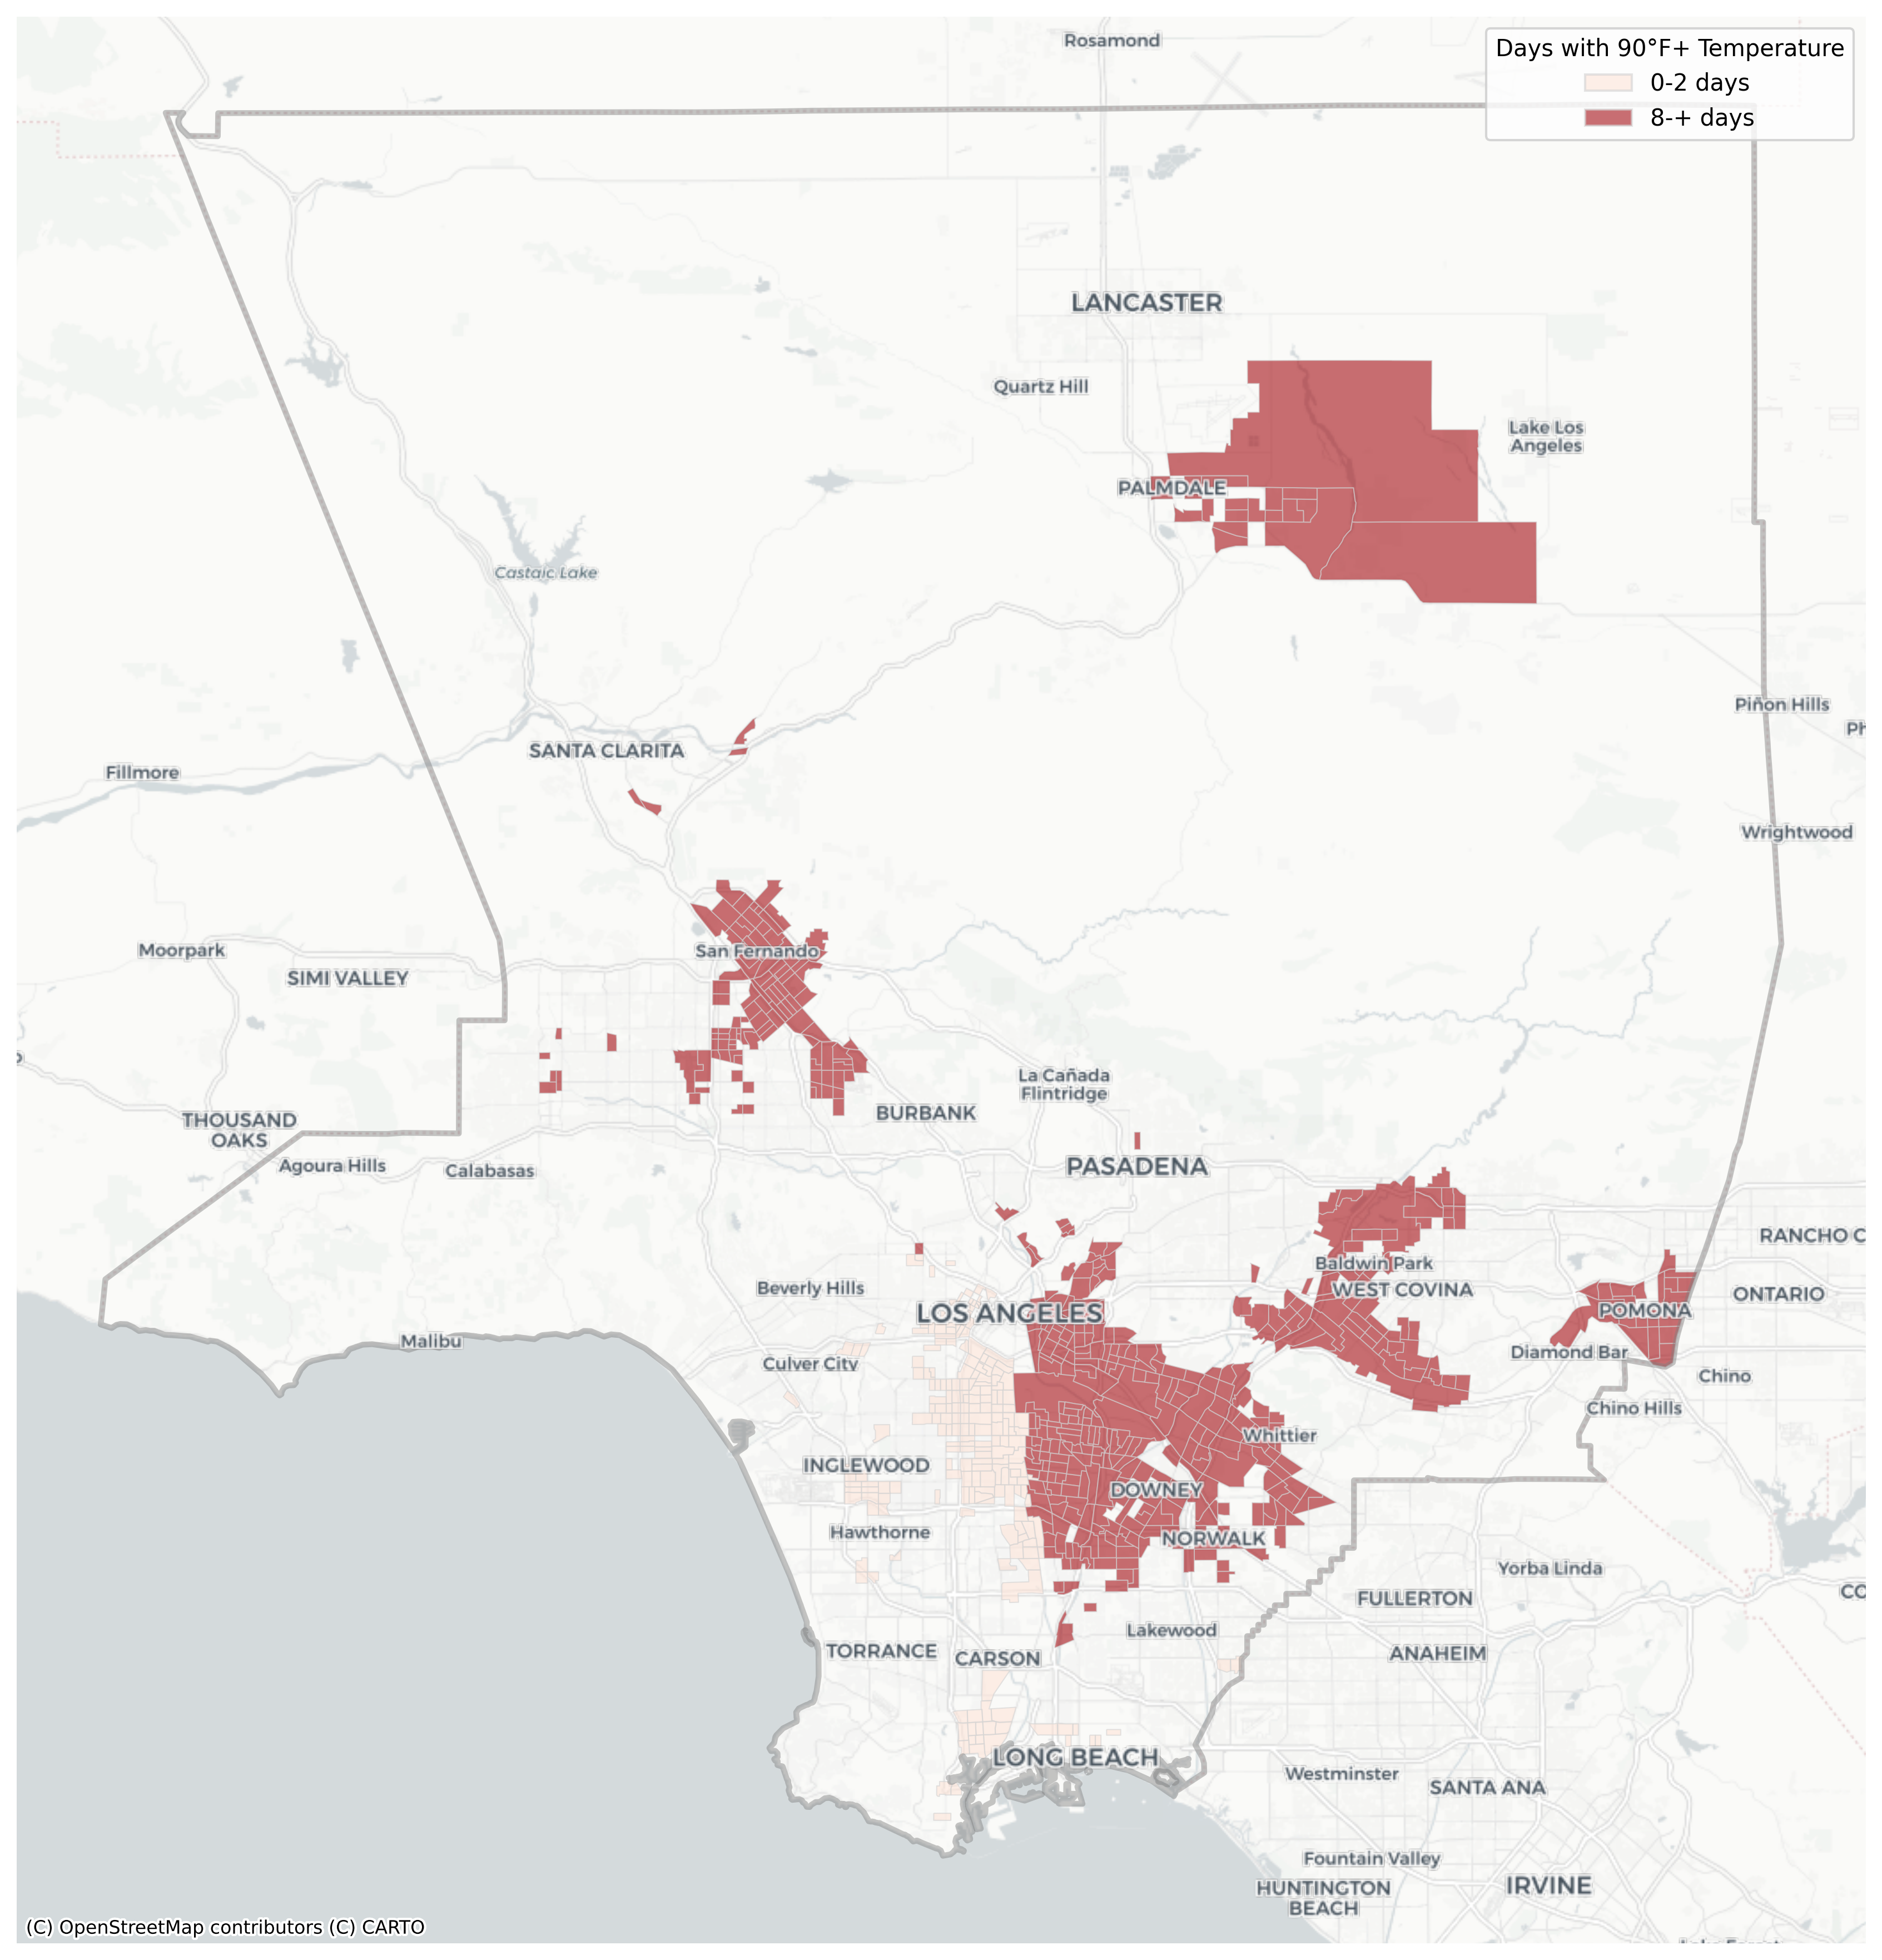 Rosamond
Days with 90°F+ Temperature
0-2 days
8-+ days
LANCASTER
Quartz Hill
Lake Los
Angeles
PALMDALE
Castaic Lake
Piñon Hills
Ph
SANTA CLARITA
Fillmore
Wrightwood
Moorpark
San Fernando
SIMI VALLEY
La Cañada
Flintridge
THOUSAND
OAKS
BURBANK
Agoura Hills
Calabasas
PASADENA
RANCHO C
Baldwin Park
Beverly Hills
WEST COVINA
ONTARIO
LOS ANGELES
POMONA
Malibu
Culver City
Diamond Bar
Chino
Chino Hills
Whittier
INGLEWOOD
DOWNEY
Hawthorne
NORWALK
Yorba Linda
CO
FULLERTON
Lakewood
TORRANCE
CARSON
ANAHEIM
LONG BEACH
Westminster
SANTA ANA
Fountain Valley
HUNTINGTON
BEACH
IRVINE
(C) OpenStreetMap contributors (C) CARTO